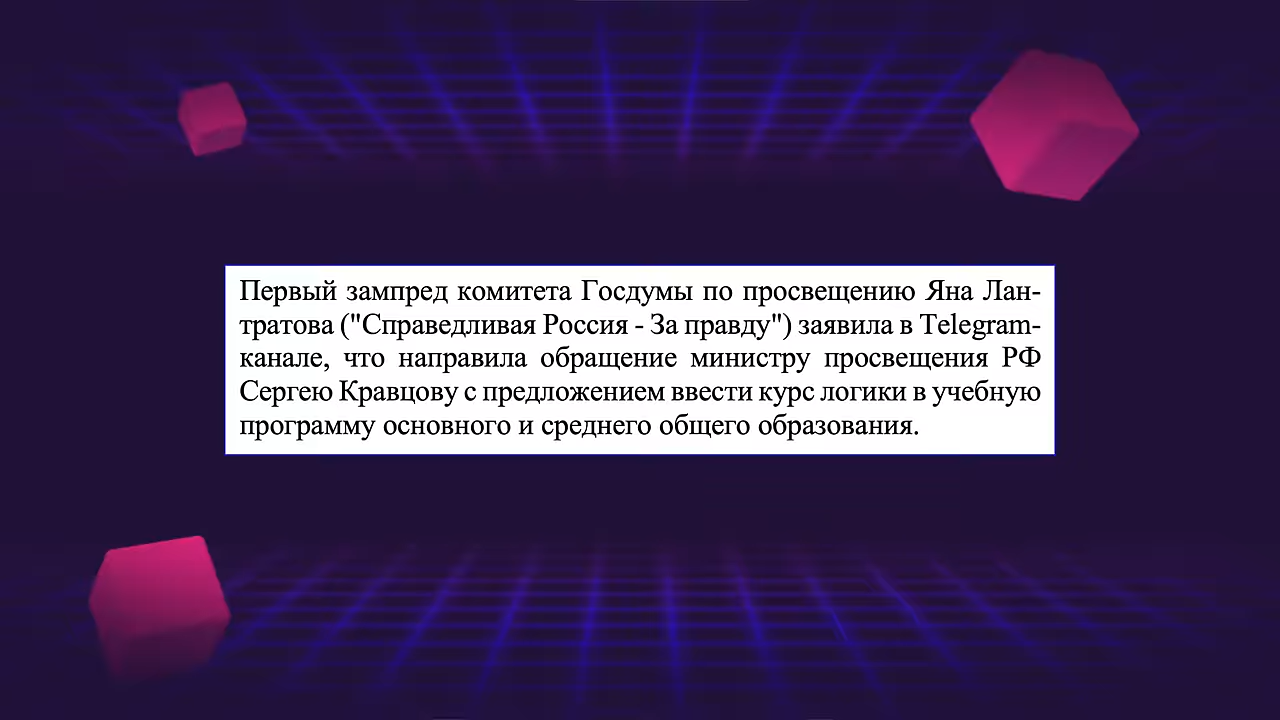 Первый зампред комитета Госдумы по просвещению Яна Лан-
тратова ("Справедливая Россия - За правду") заявила в Telegram-
канале, что направила обращение министру просвещения РФ
Сергею Кравцову с предложением ввести курс логики в учебную
программу основного и среднего общего образования.